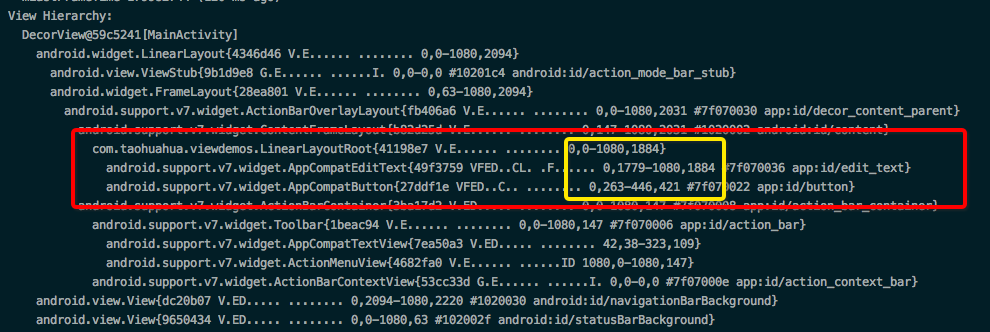 View Hierarchy:
DecorView@59c5241[MainActivity]
android.widget.LinearLayout{4346d46 V.E...... ........ 0,0-1080,2094}
android.view.ViewStub{9b1d9e8 G.E...... ......I. 0,0-0,0 #10201c4 android:id/action_mode_bar_stub}
android.widget.FrameLayout{28ea801 V.E...... ........ 0,63-1080,2094}
android.support.v7.widget.ActionBarOverlayLayout{fb406a6 V.E...... ........ 0,0-1080,2031 #7f070030 app:id/decor_content_parent}
android.support.v7.widget.ContentFrameLayout 0,147-1080,2031 #1020002 android:id/content}
com.taohuahua.viewdemos.LinearLayoutRoot{41198e7 V.E...... ........ 0,0-1080,1884}
android.support.v7.widget.AppCompatEditText{49f3759 VFED..CL. .F...... 0,1779-1080,1884 #7f070036 app:id/edit_text}
android.support.v7.widget.AppCompatButton{27ddf1e VFED..C.. ........ 0,263-446,421 #7f070022 app:id/button}
android.support.v7.widget.ActionBarContainer{3ba17d2 V.ED..... ........ 0,0-1080,147 #7f070008 app:id/action_bar_container}
android.support.v7.widget.Toolbar{1beac94 V.E...... ........ 0,0-1080,147 #7f070006 app:id/action_bar}
android.support.v7.widget.AppCompatTextView{7ea50a3 V.ED..... ........ 42,38-323,109}
android.support.v7.widget.ActionMenuView{4682fa0 V.E...... ......ID 1080,0-1080,147}
android.support.v7.widget.ActionBarContextView{53cc33d G.E...... ......I. 0,0-0,0 #7f07000e app:id/action_context_bar}
android.view.View{dc20b07 V.ED..... ........ 0,2094-1080,2220 #1020030 android:id/navigationBarBackground}
android.view.View{9650434 V.ED..... ........ 0,0-1080,63 #102002f android:id/statusBarBackground}